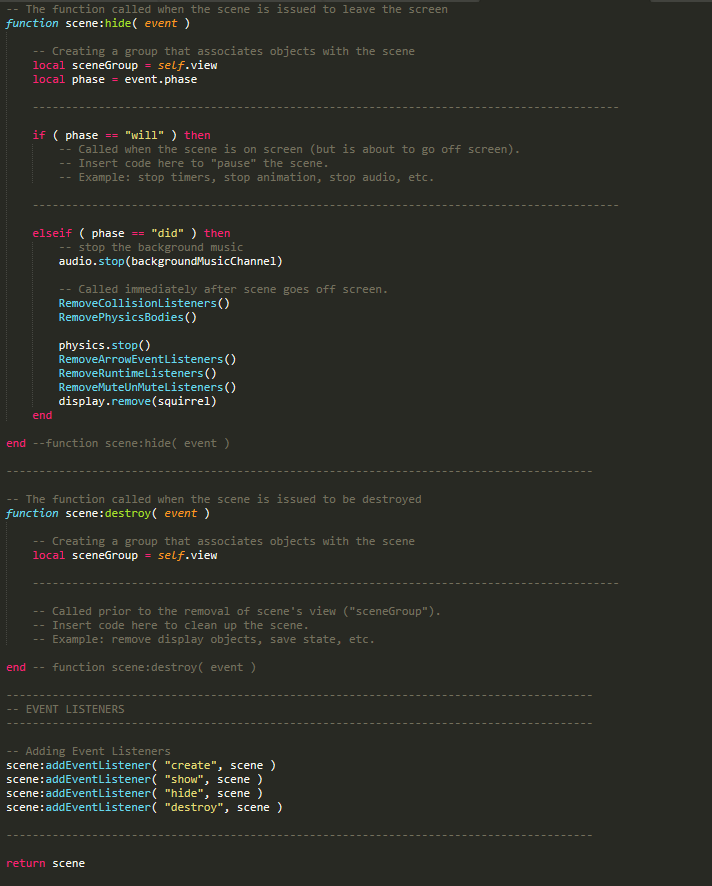 -- The function called when the scene is issued to leave the screen
function scene:hide( event )
-- Creating a group that associates objects with the scene
local sceneGroup = self.view
local phase = event.phase
-----------------------------------------------------------------------------------------
if ( phase == "will" ) then
-- Called when the scene is on screen (but is about to go off screen).
-- Insert code here to "pause" the scene.
-- Example: stop timers, stop animation, stop audio, etc.
-----------------------------------------------------------------------------------------
elseif ( phase == "did" ) then
-- stop the background music
audio.stop(backgroundMusicChannel)
-- Called immediately after scene goes off screen.
RemoveCollisionListeners()
RemovePhysicsBodies()
physics.stop()
RemoveArrowEventListeners()
RemoveRuntimeListeners()
RemoveMuteUnMuteListeners()
display.remove(squirrel)
end
end --function scene:hide( event )
-----------------------------------------------------------------------------------------
-- The function called when the scene is issued to be destroyed
function scene:destroy( event )
-- Creating a group that associates objects with the scene
local sceneGroup = self.view
-----------------------------------------------------------------------------------------
-- Called prior to the removal of scene's view ("sceneGroup").
-- Insert code here to clean up the scene.
-- Example: remove display objects, save state, etc.
end -- function scene:destroy( event )
-----------------------------------------------------------------------------------------
-- EVENT LISTENERS
-----------------------------------------------------------------------------------------
-- Adding Event Listeners
scene:addEventListener( "create", scene )
scene:addEventListener( "show", scene )
scene:addEventListener( "hide", scene )
scene:addEventListener( "destroy", scene )
-----------------------------------------------------------------------------------------
return scene